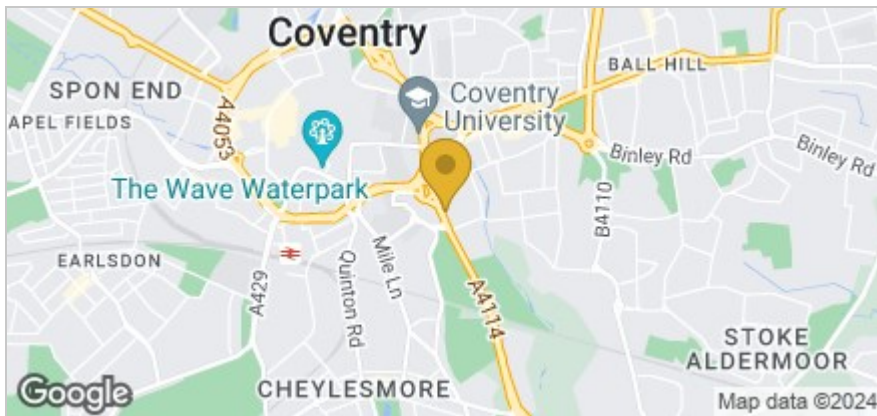 Coventry
BALL HILL
SPON END
Coventry
University
APEL FIELDS
A4053
Binley Rd
Binley Rd
The Wave Waterpark
B4110
EARLSDON
A429
Quinton Rd
Mile Ln
A4114
STOKE
ALDERMOOR
CHEYLESMORE
Google
Map data ©2024